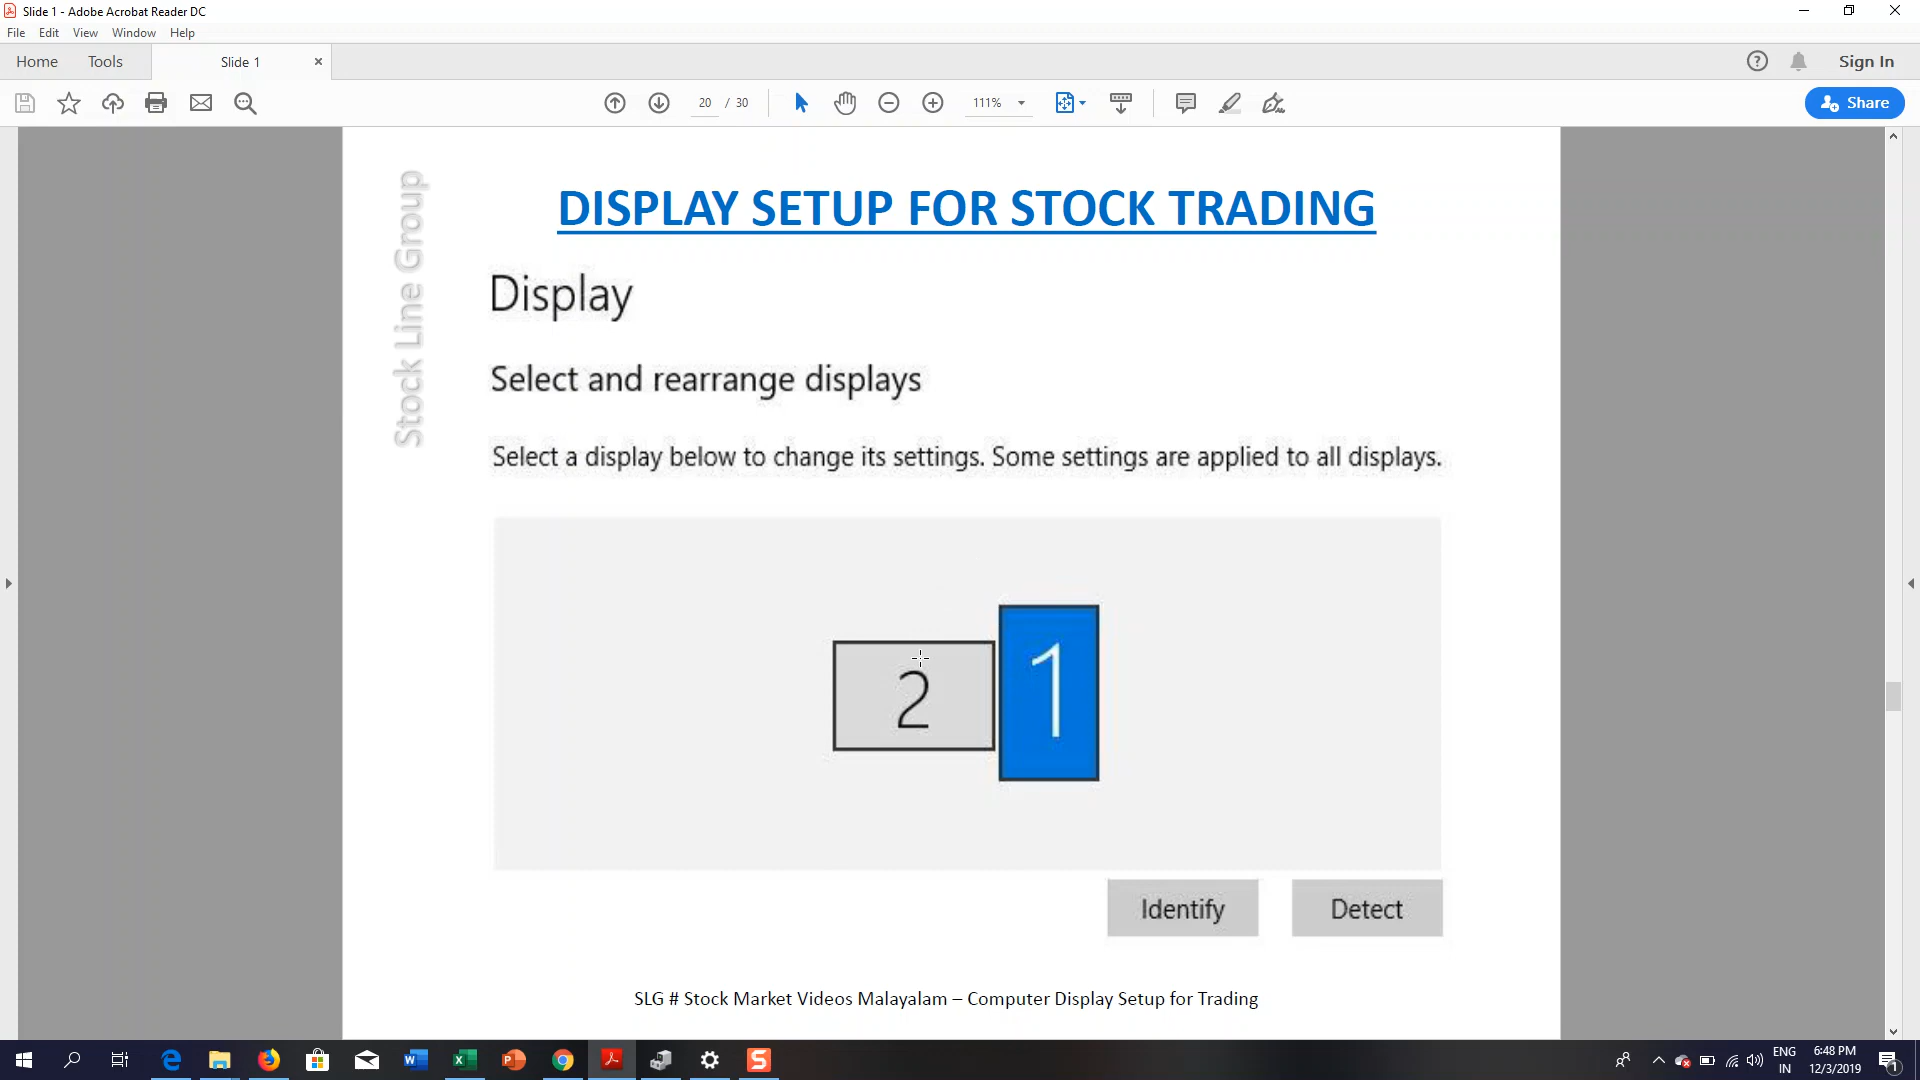 Slide 1 - Adobe Acrobat Reader DC
File Edit View Window Help
Home Tools Slide 1 Sign In
20 / 30 111% Share
Stock Line Group
DISPLAY SETUP FOR STOCK TRADING
Display
Select and rearrange displays
Select a display below to change its settings. Some settings are applied to all displays.
2 1
Identify Detect
SLG # Stock Market Videos Malayalam – Computer Display Setup for Trading
ENG 6:48 PM
IN 12/3/2019 1